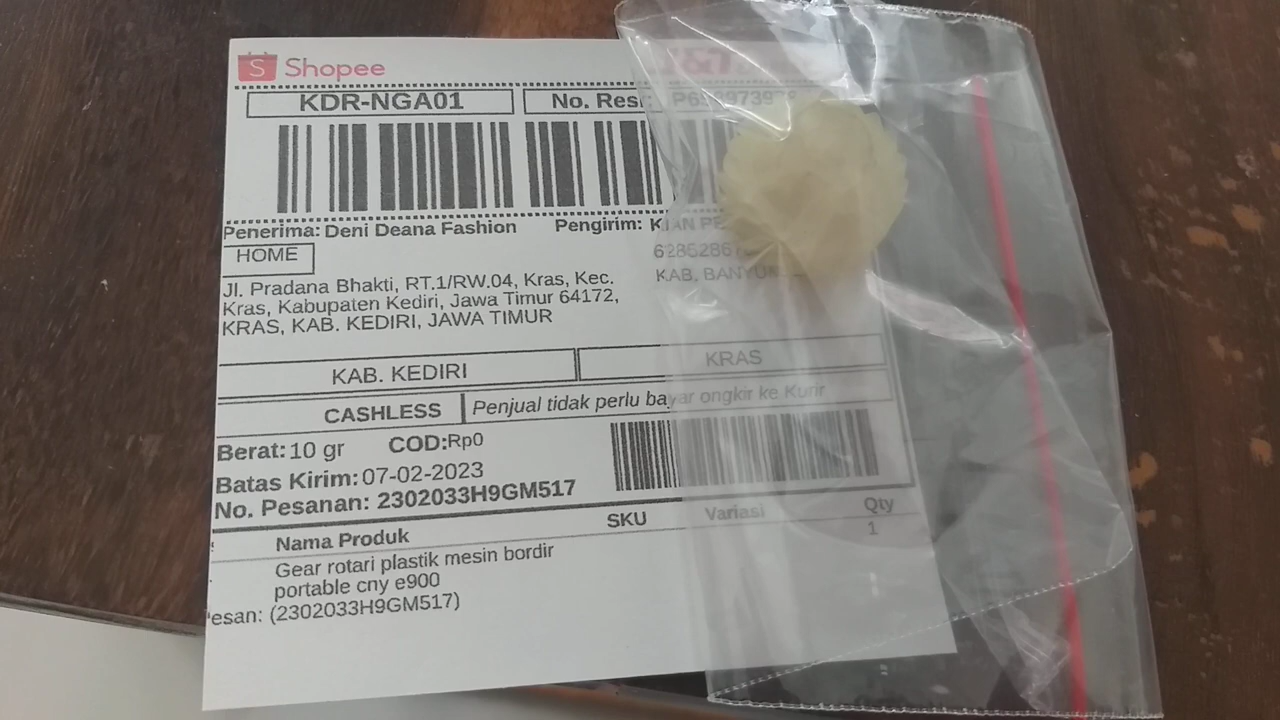 Shopee
J&T
KDR-NGA01
No. Resi:
Penerima: Deni Deana Fashion
Pengirim:
HOME
Jl. Pradana Bhakti, RT.1/RW.04, Kras, Kec.
Kras, Kabupaten Kediri, Jawa Timur 64172,
KRAS, KAB. KEDIRI, JAWA TIMUR
KAB.
KAB. KEDIRI
KRAS
CASHLESS
Penjual tidak perlu bayar ongkir ke Kurir
Berat: 10 gr
COD:Rp0
Batas Kirim: 07-02-2023
No. Pesanan: 2302033H9GM517
Nama Produk
SKU
Variasi
Qty
Gear rotari plastik mesin bordir
portable cny e900
1
esan: (2302033H9GM517)